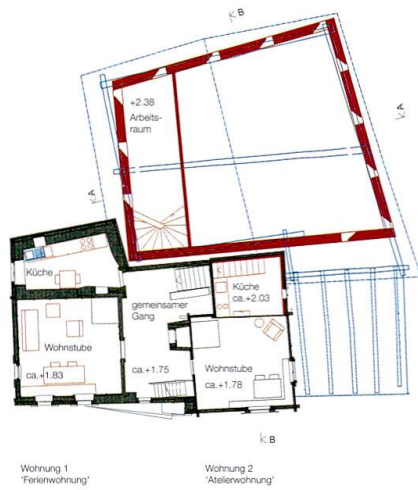 B
A
+2.38
Arbeits-
raum
A
Küche
Küche
ca.+2.03
gemeinsamer
Gang
Wohnstube
Wohnstube
ca.+1.83
ca.+1.75
ca.+1.78
B
Wohnung 1
'Ferienwohnung'
Wohnung 2
'Atelierwohnung'